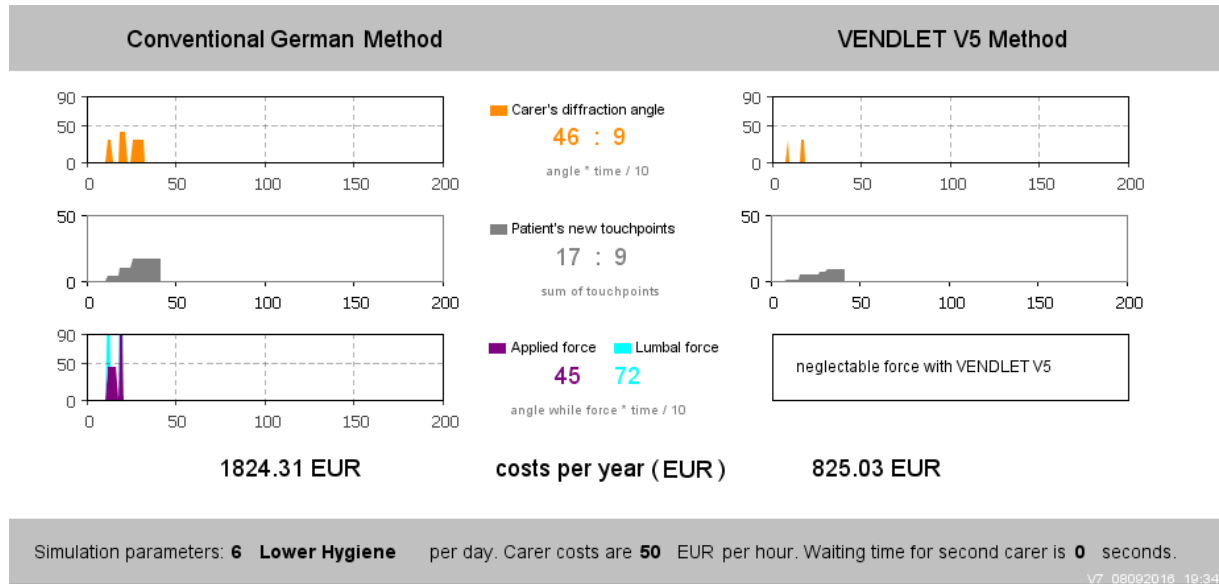 Conventional German Method
VENDLET V5 Method
90
50
0
0 50 100 150 200
Carer's diffraction angle
46 : 9
angle * time / 10
90
50
0
0 50 100 150 200
50
0
0 50 100 150 200
Patient's new touchpoints
17 : 9
sum of touchpoints
50
0
0 50 100 150 200
90
50
0
0 50 100 150 200
Applied force Lumbal force
45 72
angle while force * time / 10
neglectable force with VENDLET V5
1824.31 EUR costs per year (EUR) 825.03 EUR
Simulation parameters: 6 Lower Hygiene per day. Carer costs are 50 EUR per hour. Waiting time for second carer is 0 seconds.
V7 08092016 19:34